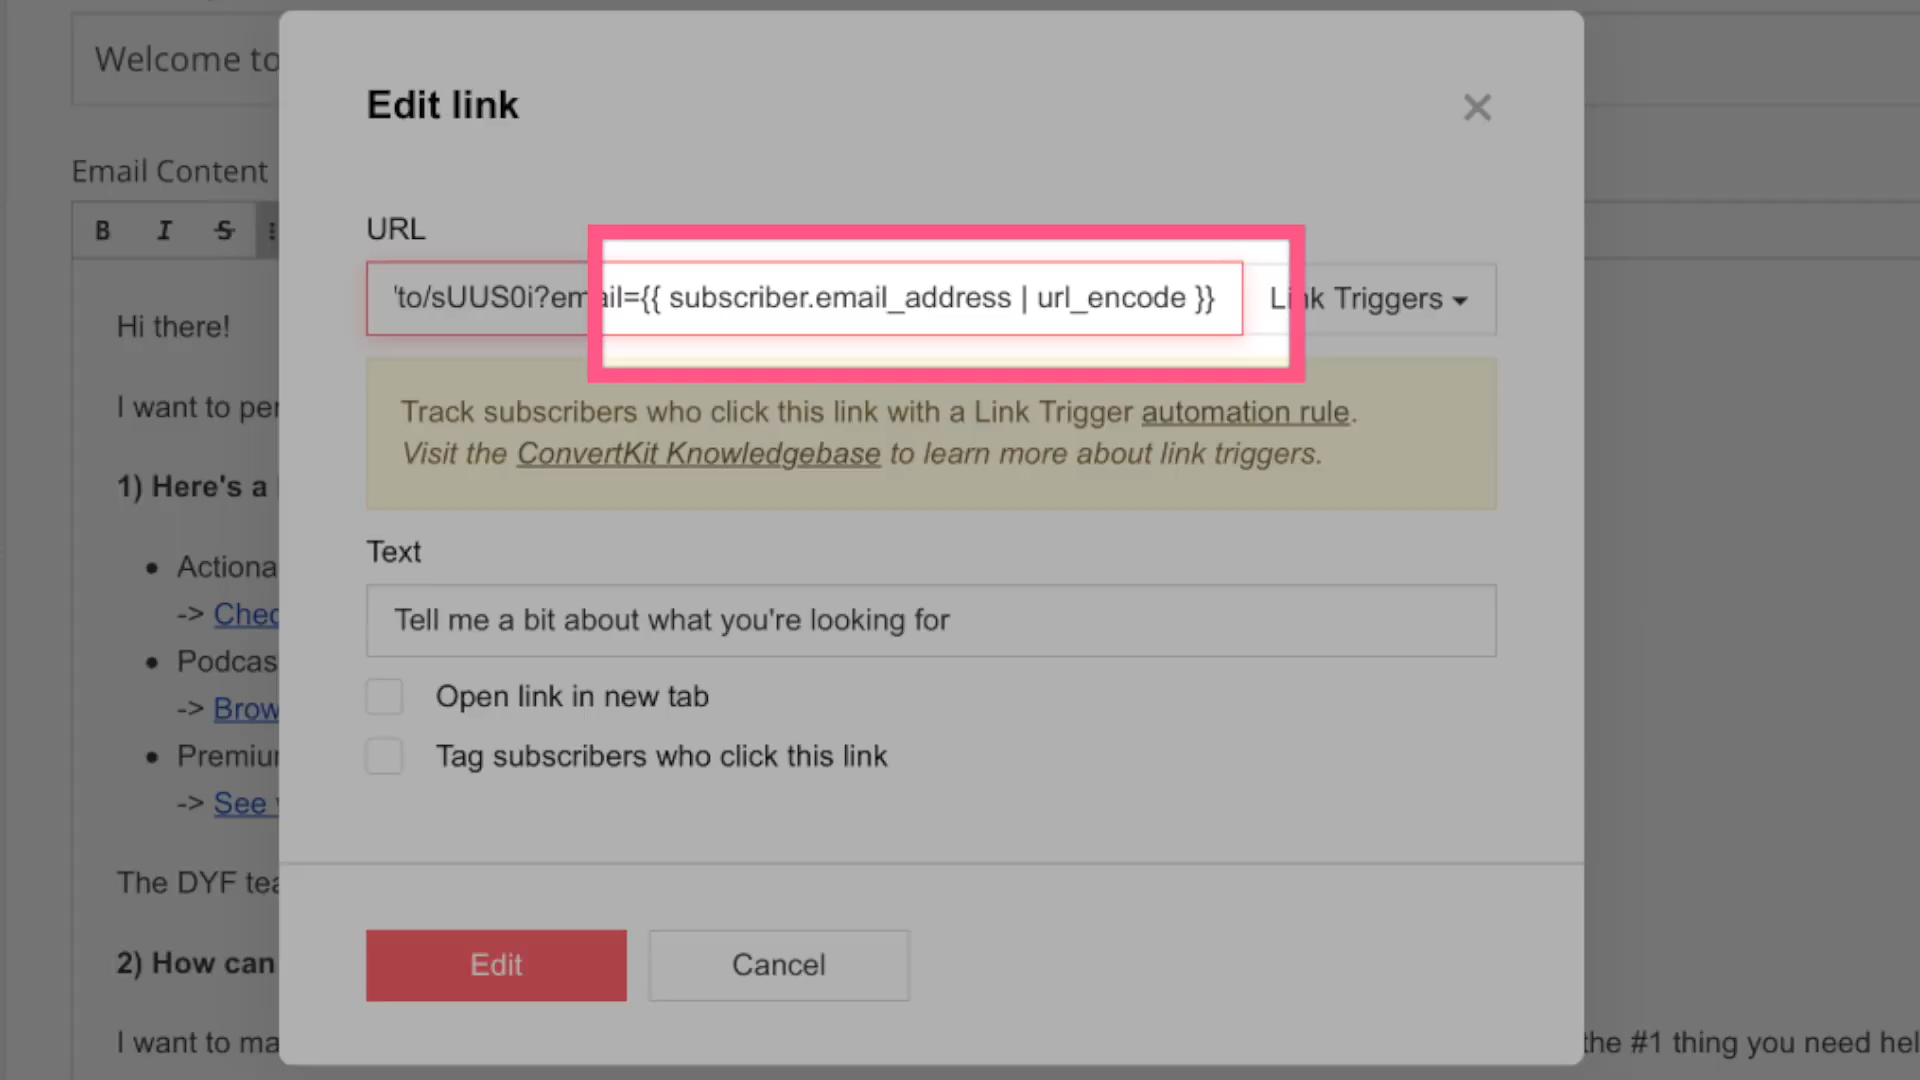 Welcome to
Edit link
Email Content
B I S
URL
'to/sUUS0i?email={{ subscriber.email_address | url_encode }}
Link Triggers
Hi there!
I want to per
Track subscribers who click this link with a Link Trigger automation rule.
Visit the ConvertKit Knowledgebase to learn more about link triggers.
1) Here's a
Text
Actiona
-> Chec
Tell me a bit about what you're looking for
Podcas
-> Brow
Open link in new tab
Premiur
Tag subscribers who click this link
-> See
The DYF tea
2) How can
Edit
Cancel
I want to ma
the #1 thing you need hel